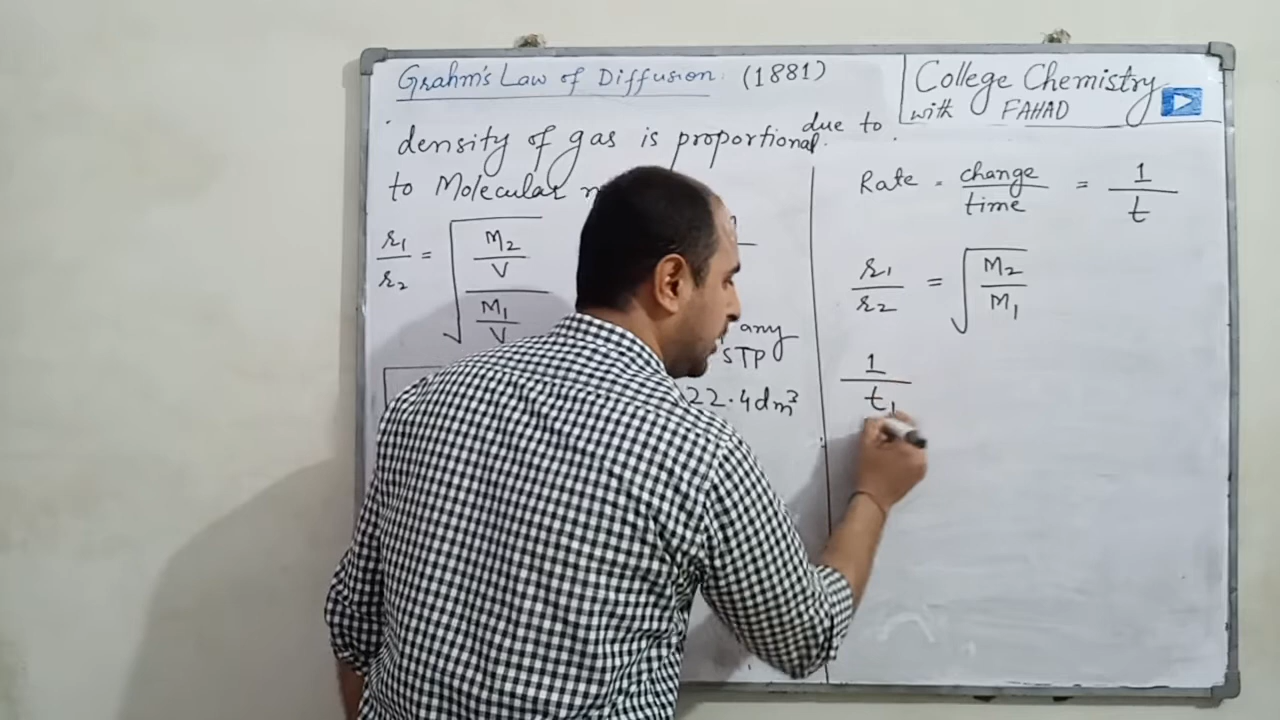 Grahm's Law of Diffusion (1881)
College Chemistry
with FAHAD
density of gas is proportional due to
to Molecular
r1/r2 = √((M2/V)/(M1/V))
1
any
STP
22.4dm³
Rate = change/time = 1/t
r1/r2 = √(M2/M1)
1/t1